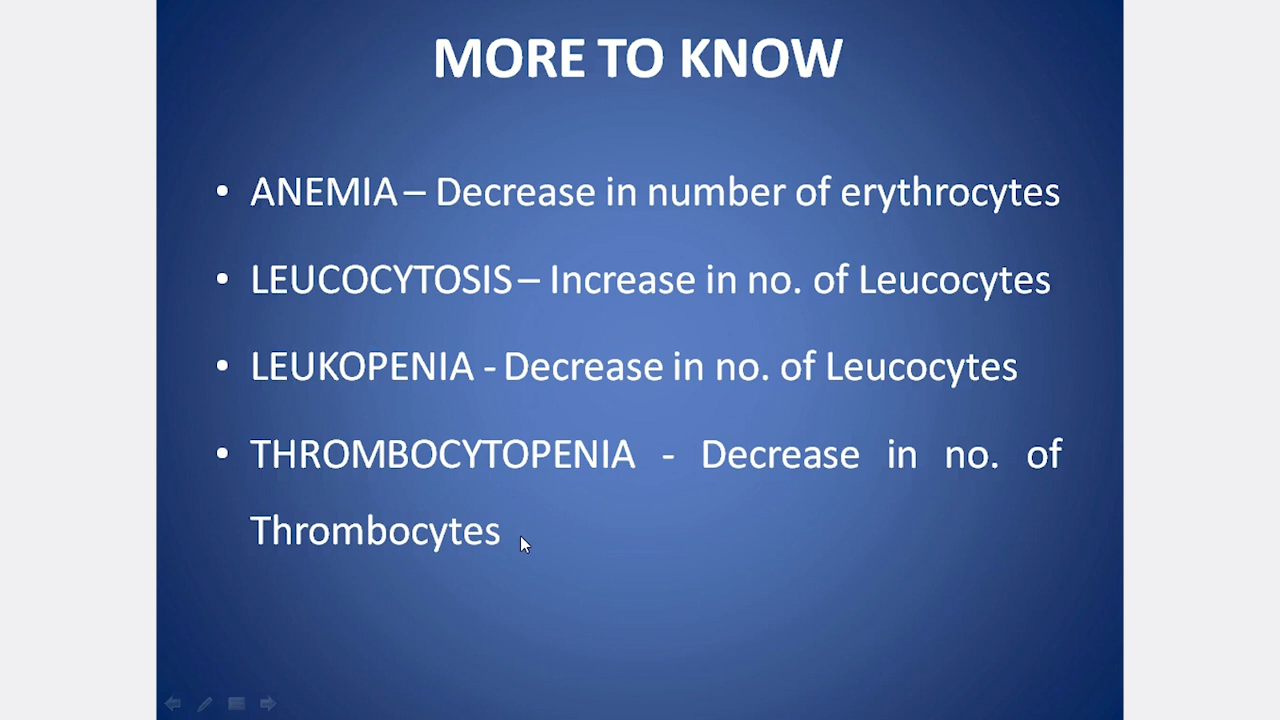 MORE TO KNOW
• ANEMIA – Decrease in number of erythrocytes
• LEUCOCYTOSIS – Increase in no. of Leucocytes
• LEUKOPENIA - Decrease in no. of Leucocytes
• THROMBOCYTOPENIA - Decrease in no. of
Thrombocytes